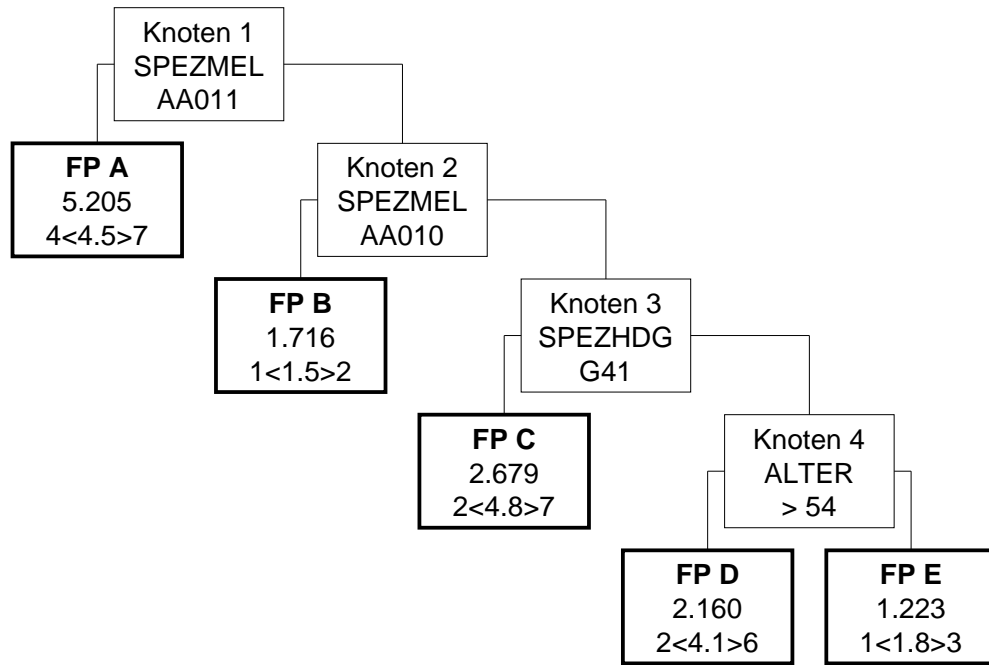 Knoten 1
SPEZMEL
AA011
FP A
5.205
4<4.5>7
Knoten 2
SPEZMEL
AA010
FP B
1.716
1<1.5>2
Knoten 3
SPEZHDG
G41
FP C
2.679
2<4.8>7
Knoten 4
ALTER
> 54
FP D
2.160
2<4.1>6
FP E
1.223
1<1.8>3